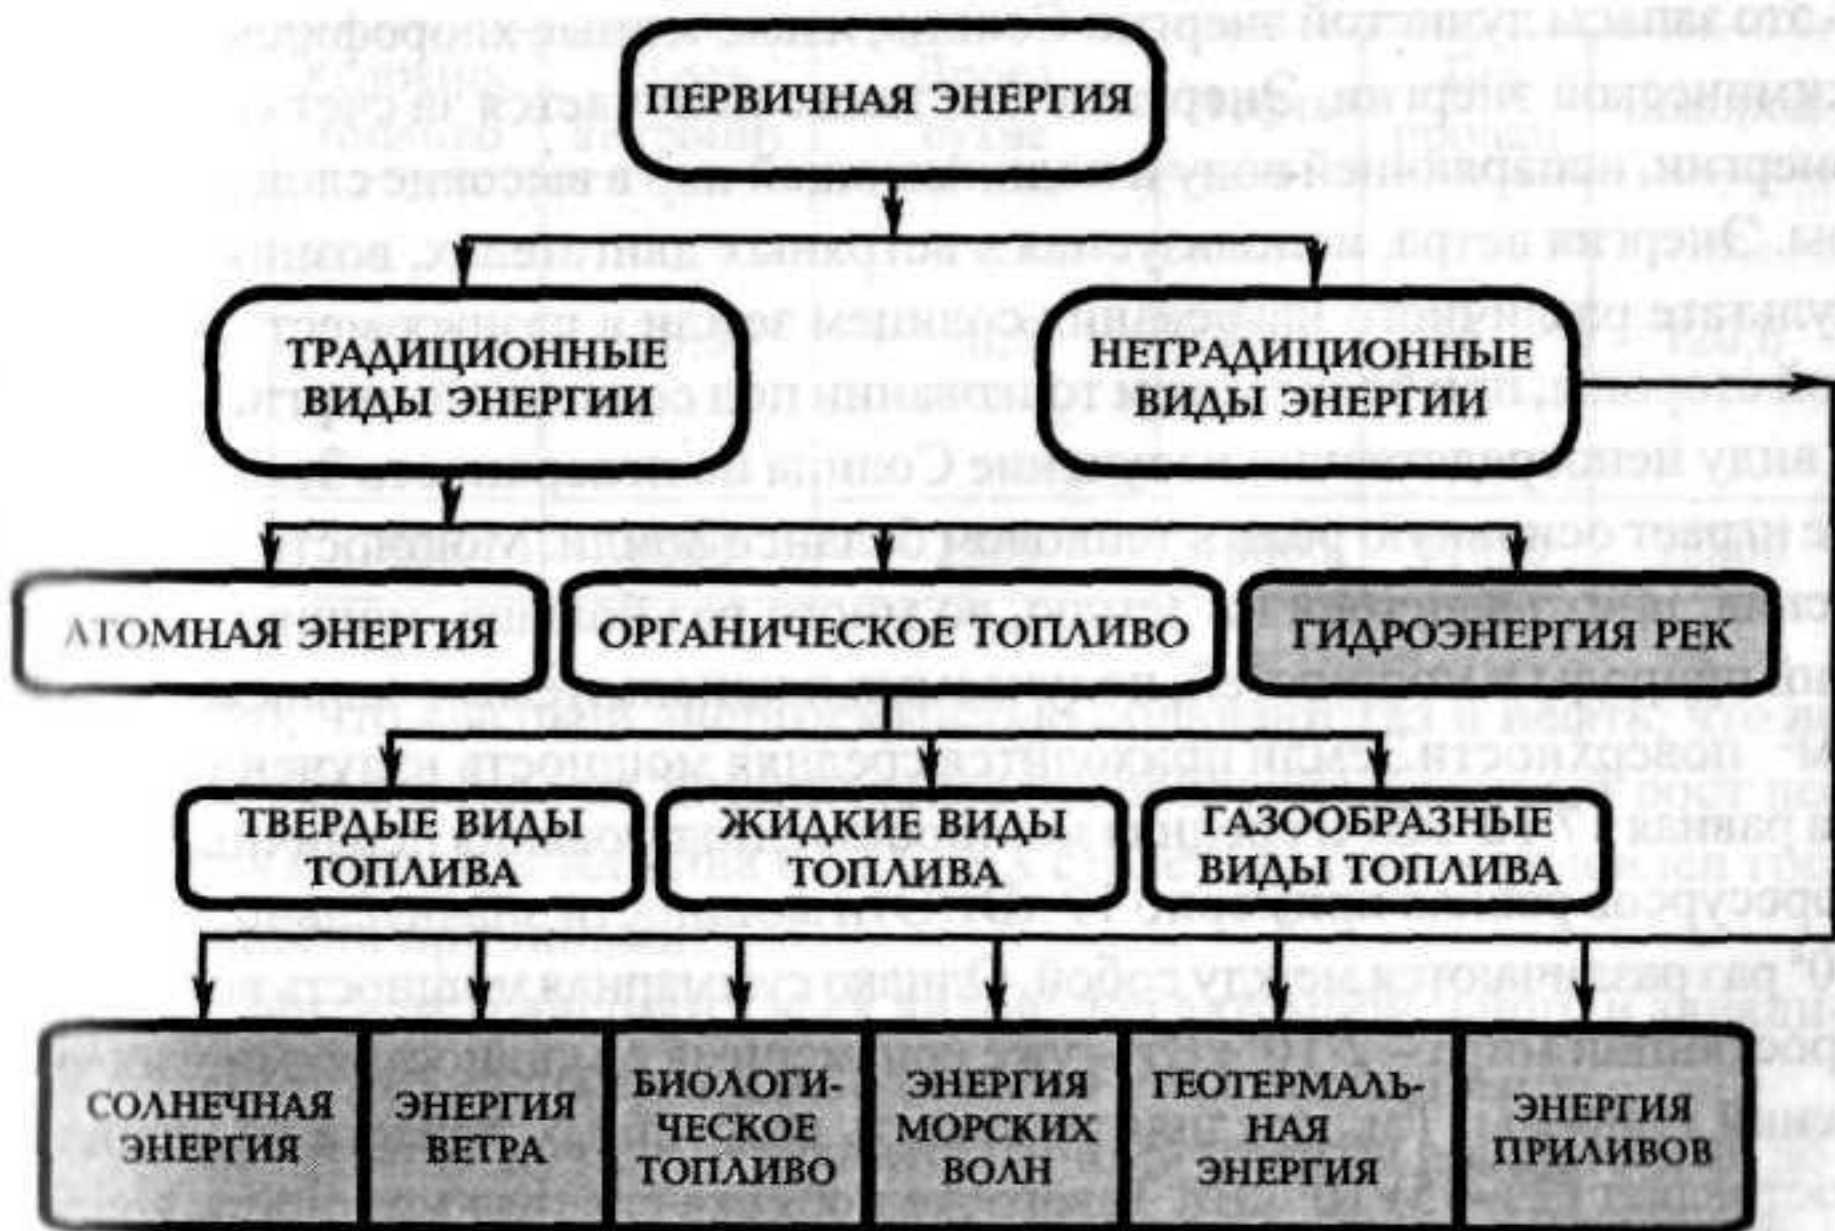 ПЕРВИЧНАЯ ЭНЕРГИЯ
ТРАДИЦИОННЫЕ
ВИДЫ ЭНЕРГИИ
НЕТРАДИЦИОННЫЕ
ВИДЫ ЭНЕРГИИ
АТОМНАЯ ЭНЕРГИЯ
ОРГАНИЧЕСКОЕ ТОПЛИВО
ГИДРОЭНЕРГИЯ РЕК
ТВЕРДЫЕ ВИДЫ
ТОПЛИВА
ЖИДКИЕ ВИДЫ
ТОПЛИВА
ГАЗООБРАЗНЫЕ
ВИДЫ ТОПЛИВА
СОЛНЕЧНАЯ
ЭНЕРГИЯ
ЭНЕРГИЯ
ВЕТРА
БИОЛОГИ-
ЧЕСКОЕ
ТОПЛИВО
ЭНЕРГИЯ
МОРСКИХ
ВОЛН
ГЕОТЕРМАЛЬ-
НАЯ
ЭНЕРГИЯ
ЭНЕРГИЯ
ПРИЛИВОВ